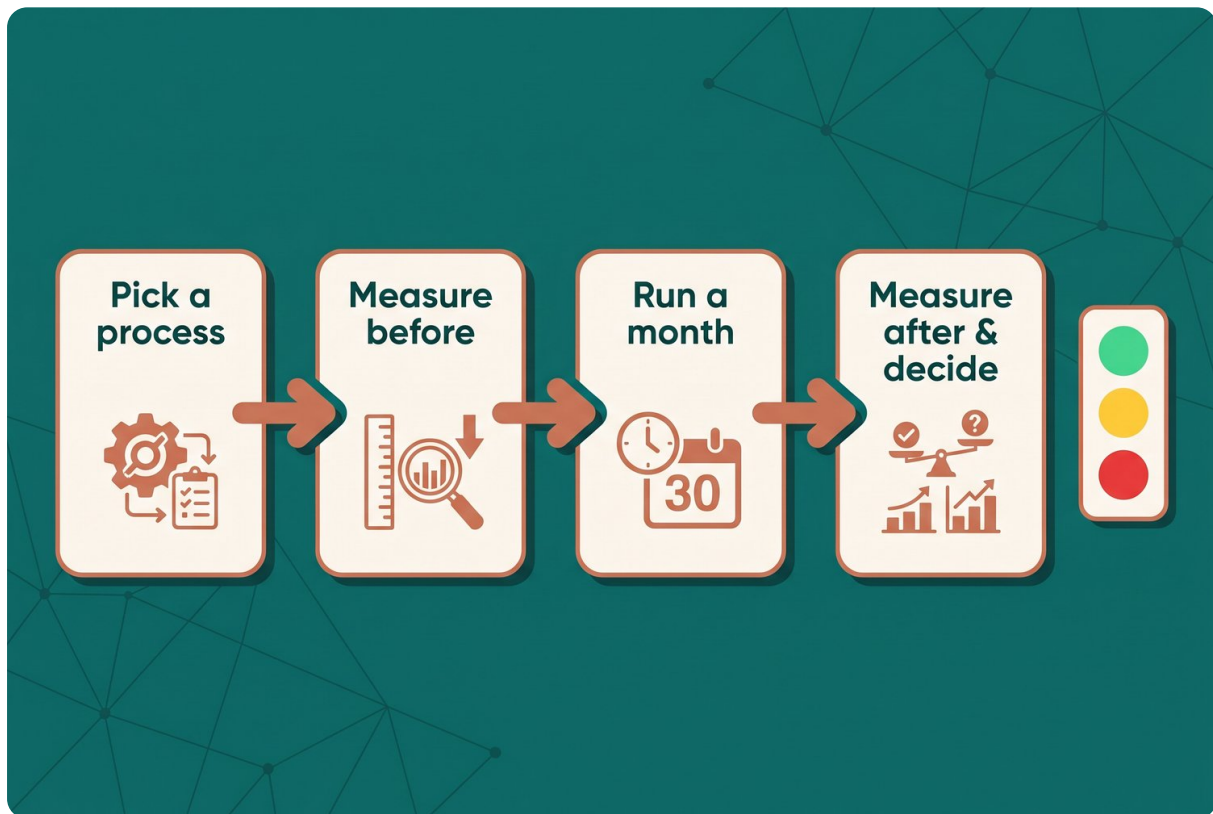 Pick a
process
Measure
before
Run a
month
30
Measure
after &
decide
?